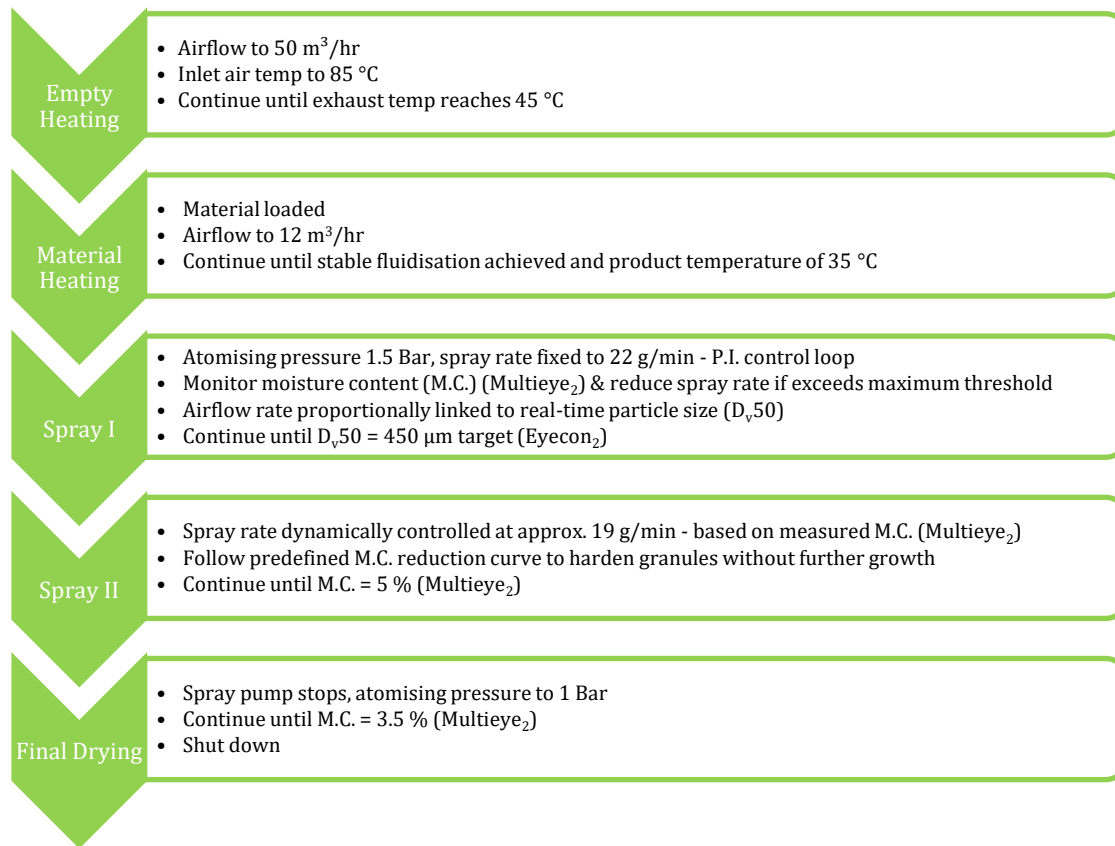 Empty
Heating
• Airflow to 50 m³/hr
• Inlet air temp to 85 °C
• Continue until exhaust temp reaches 45 °C
Material
Heating
• Material loaded
• Airflow to 12 m³/hr
• Continue until stable fluidisation achieved and product temperature of 35 °C
Spray I
• Atomising pressure 1.5 Bar, spray rate fixed to 22 g/min - P.I. control loop
• Monitor moisture content (M.C.) (Multieye₂) & reduce spray rate if exceeds maximum threshold
• Airflow rate proportionally linked to real-time particle size (Dᵥ50)
• Continue until Dᵥ50 = 450 µm target (Eyecon₂)
Spray II
• Spray rate dynamically controlled at approx. 19 g/min - based on measured M.C. (Multieye₂)
• Follow predefined M.C. reduction curve to harden granules without further growth
• Continue until M.C. = 5 % (Multieye₂)
Final Drying
• Spray pump stops, atomising pressure to 1 Bar
• Continue until M.C. = 3.5 % (Multieye₂)
• Shut down